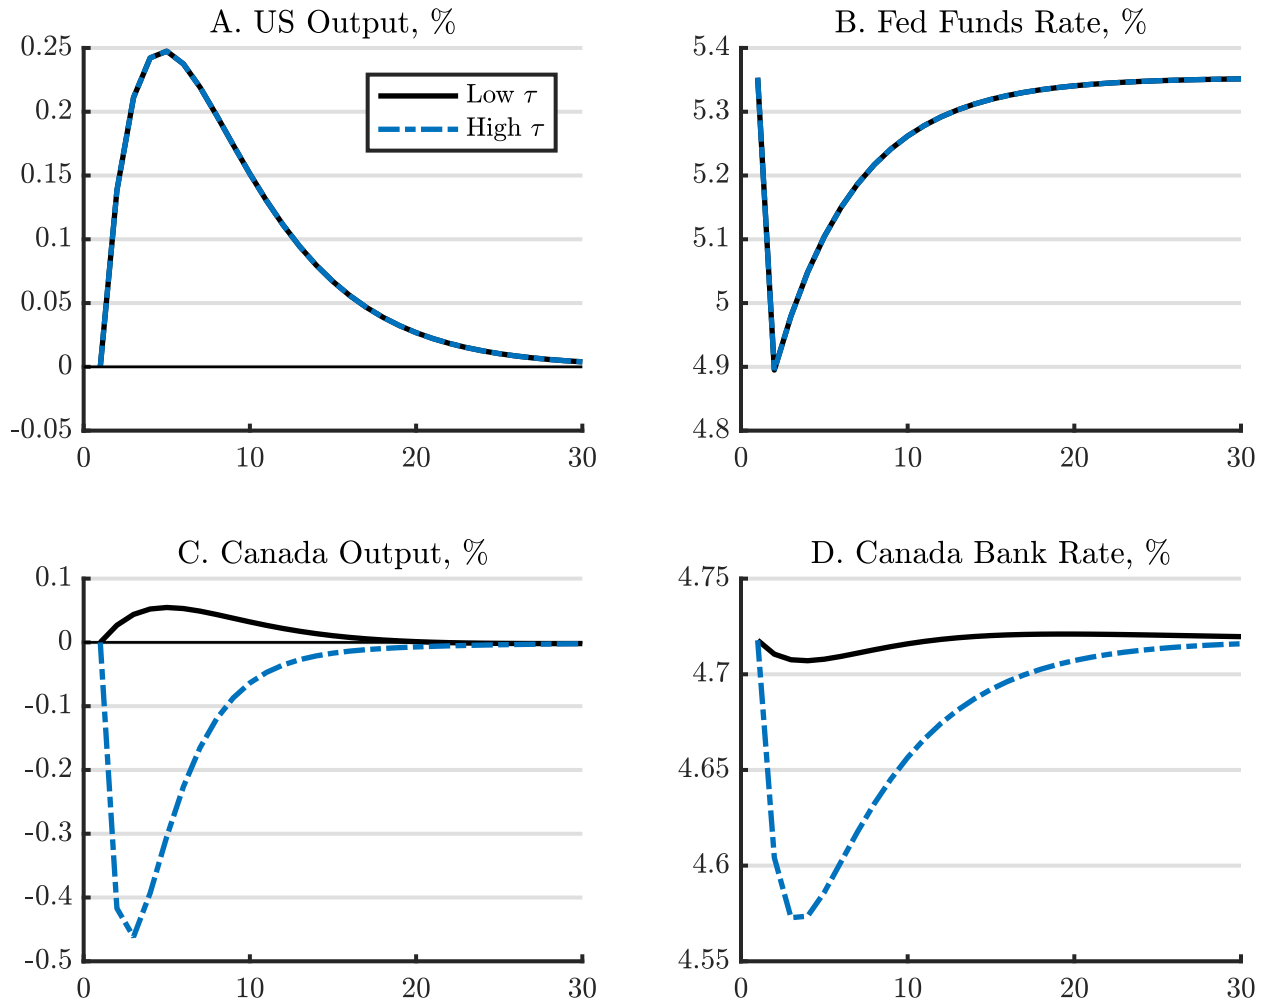 A. US Output, %
0.25
0.2
0.15
0.1
0.05
0
-0.05
0 10 20 30
Low τ
High τ
B. Fed Funds Rate, %
5.4
5.3
5.2
5.1
5
4.9
4.8
0 10 20 30
C. Canada Output, %
0.1
0
-0.1
-0.2
-0.3
-0.4
-0.5
0 10 20 30
D. Canada Bank Rate, %
4.75
4.7
4.65
4.6
4.55
0 10 20 30